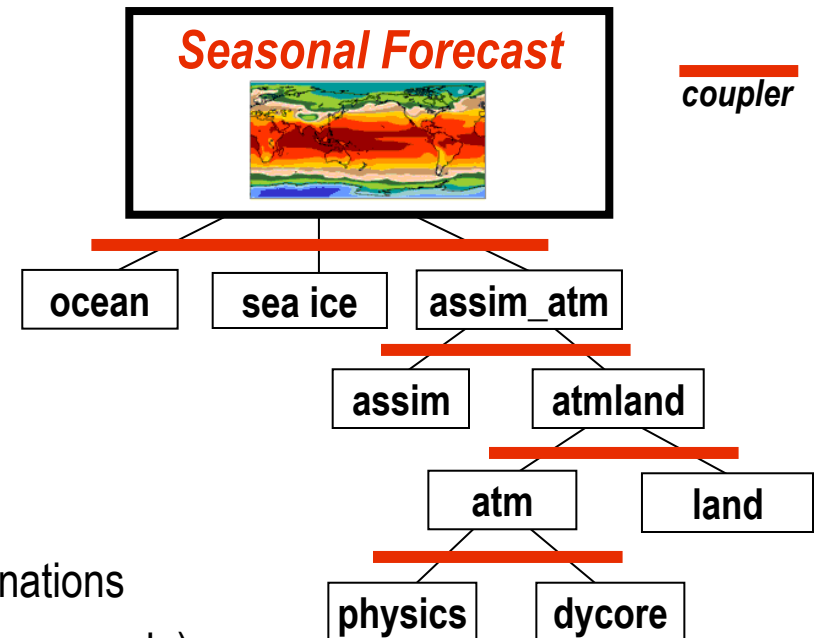 Seasonal Forecast
coupler
ocean
sea ice
assim_atm
assim
atmland
atm
land
nations
physics
dycore